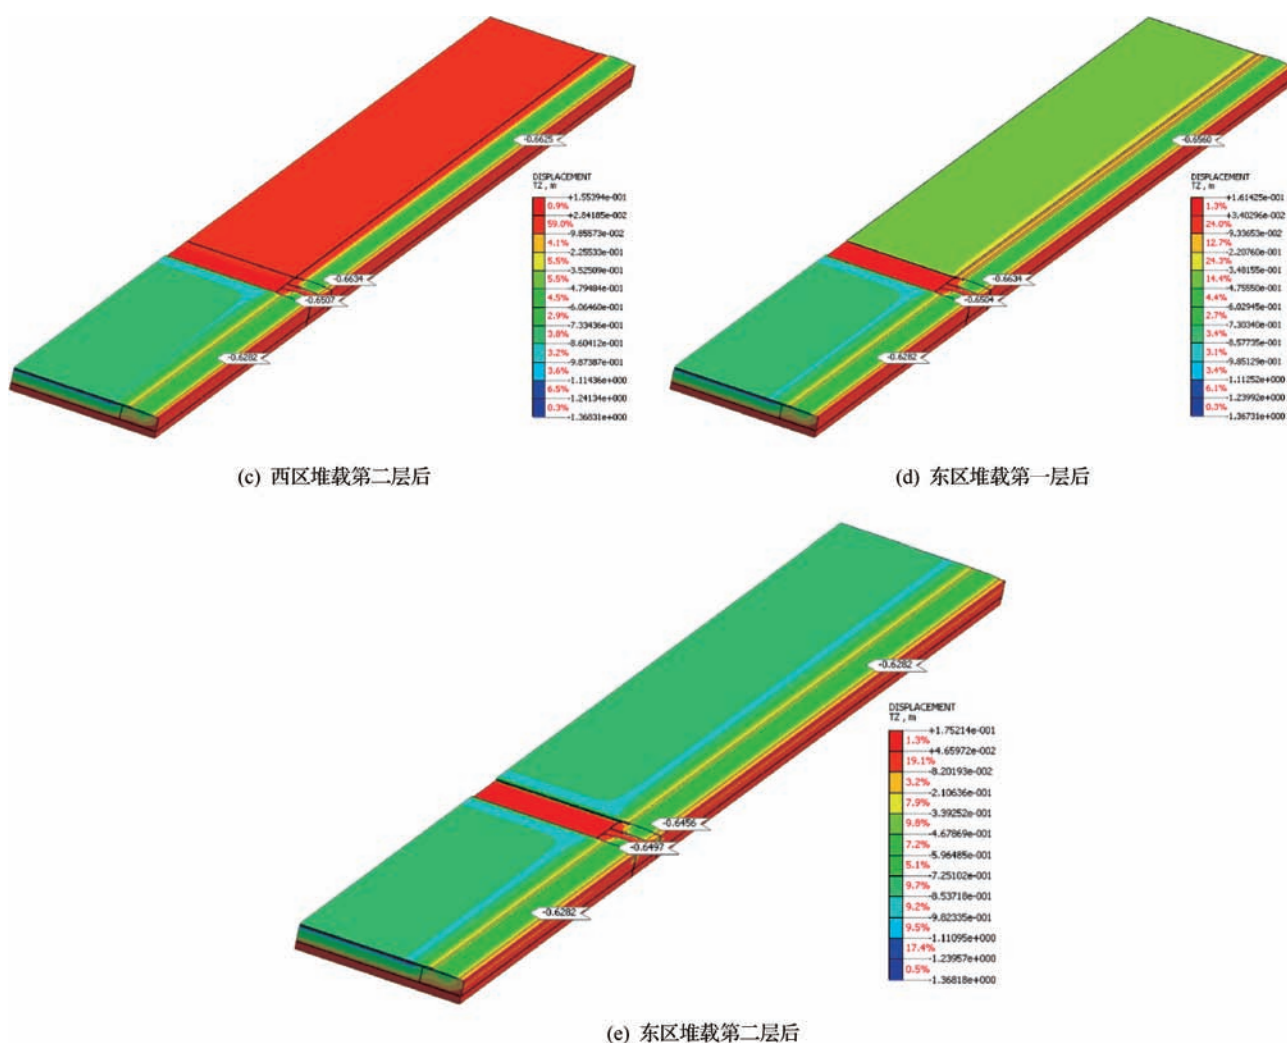 -0.6625
DISPLACEMENT
TZ , m
+1.55394e-001
0.9%
+2.84185e-002
59.0%
-9.85573e-002
4.1%
-2.25533e-001
5.5%
-3.52509e-001
5.5%
-4.79484e-001
4.5%
-6.06460e-001
2.9%
-7.33436e-001
3.8%
-8.60412e-001
3.2%
-9.87387e-001
3.6%
-1.11436e+000
6.5%
-1.24134e+000
0.3%
-1.36831e+000
-0.6634
-0.6507
-0.6282
(c) 西区堆载第二层后
-0.6560
DISPLACEMENT
TZ , m
+1.61425e-001
1.3%
+3.40296e-002
24.0%
-9.33653e-002
12.7%
-2.20760e-001
24.3%
-3.48155e-001
14.4%
-4.75550e-001
4.4%
-6.02945e-001
2.7%
-7.30340e-001
3.4%
-8.57735e-001
3.1%
-9.85129e-001
3.4%
-1.11252e+000
6.1%
-1.23992e+000
0.3%
-1.36731e+000
-0.6634
-0.6504
-0.6282
(d) 东区堆载第一层后
-0.6282
DISPLACEMENT
TZ , m
+1.75214e-001
1.3%
+4.65972e-002
19.1%
-8.20193e-002
3.2%
-2.10636e-001
7.9%
-3.39252e-001
9.8%
-4.67869e-001
7.2%
-5.96485e-001
5.1%
-7.25102e-001
9.7%
-8.53718e-001
9.2%
-9.82335e-001
9.5%
-1.11095e+000
17.4%
-1.23957e+000
0.5%
-1.36818e+000
-0.6456
-0.6497
-0.6282
(e) 东区堆载第二层后